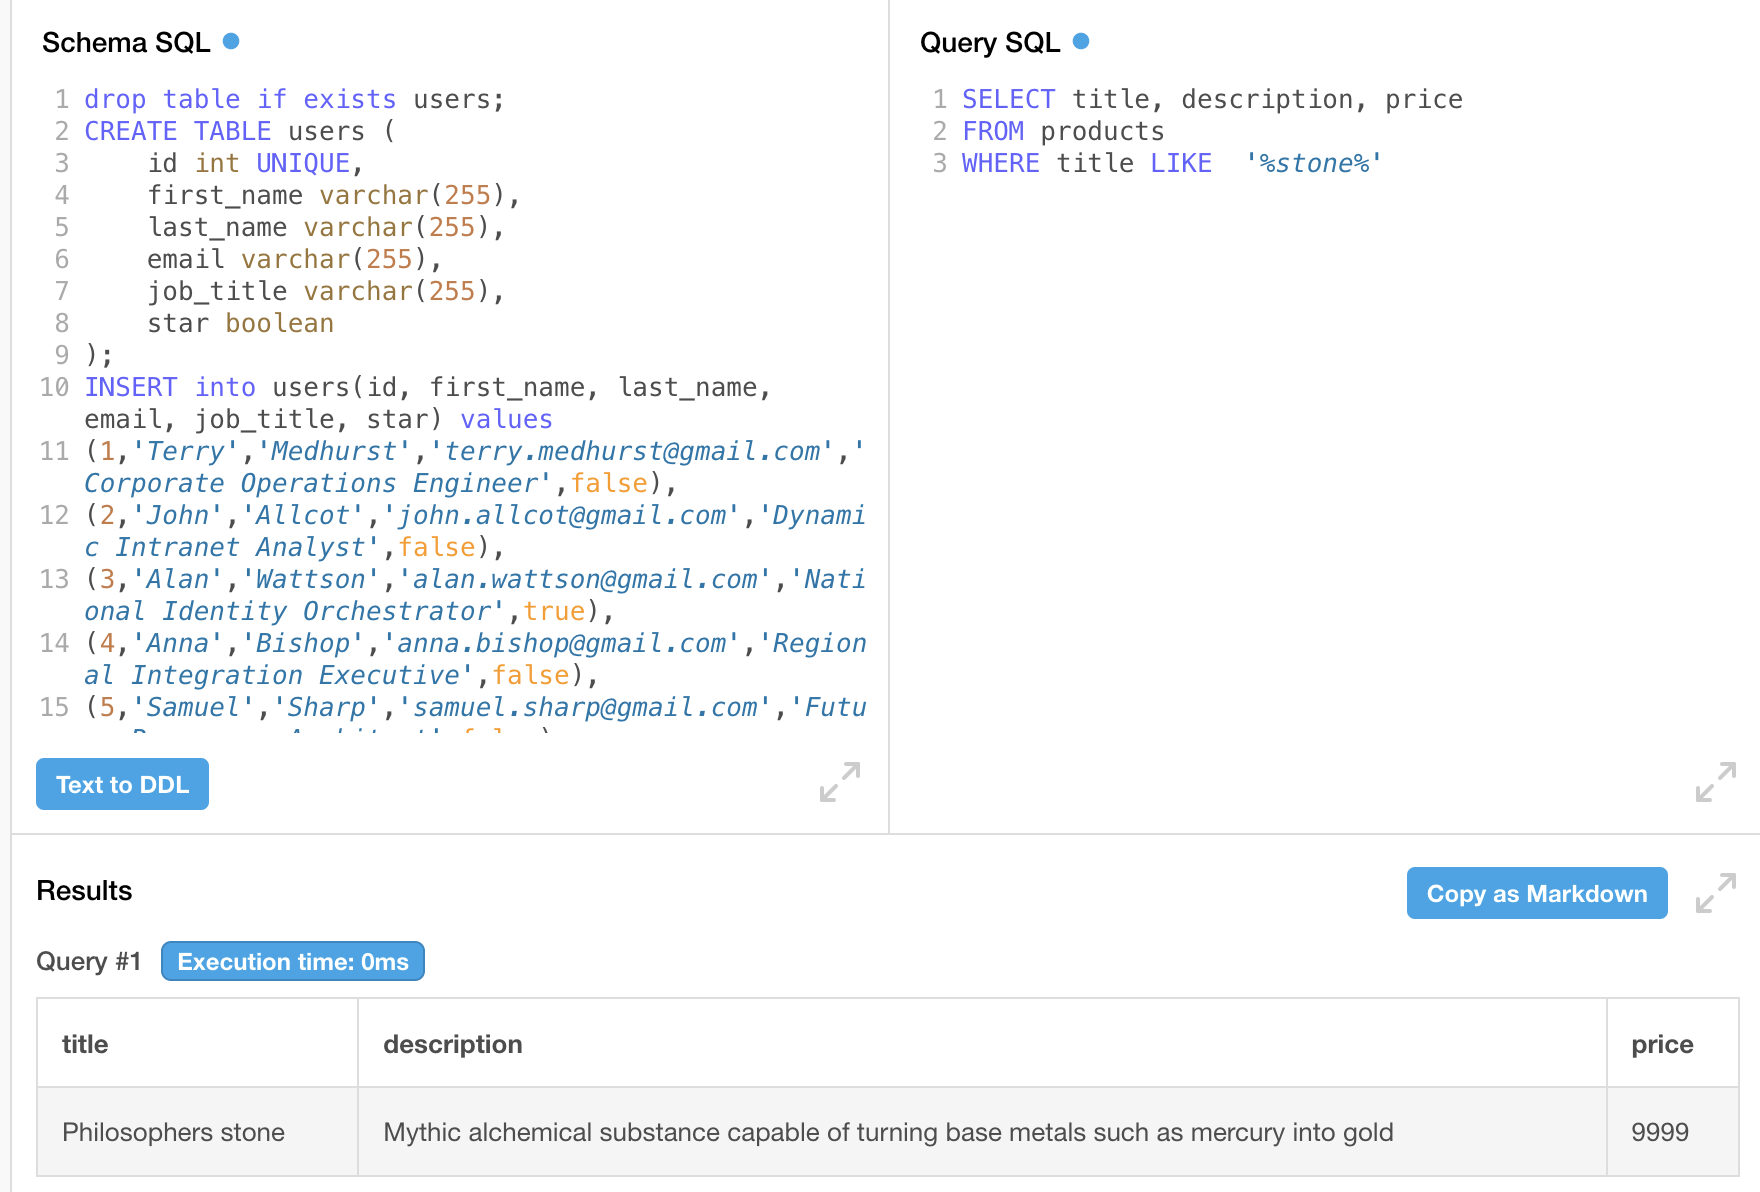 Schema SQL
1 drop table if exists users;
2 CREATE TABLE users (
3     id int UNIQUE,
4     first_name varchar(255),
5     last_name varchar(255),
6     email varchar(255),
7     job_title varchar(255),
8     star boolean
9 );
10 INSERT into users(id, first_name, last_name,
email, job_title, star) values
11 (1,'Terry','Medhurst','terry.medhurst@gmail.com','
Corporate Operations Engineer',false),
12 (2,'John','Allcot','john.allcot@gmail.com','Dynami
c Intranet Analyst',false),
13 (3,'Alan','Wattson','alan.wattson@gmail.com','Nati
onal Identity Orchestrator',true),
14 (4,'Anna','Bishop','anna.bishop@gmail.com','Region
al Integration Executive',false),
15 (5,'Samuel','Sharp','samuel.sharp@gmail.com','Futu
Text to DDL
Query SQL
1 SELECT title, description, price
2 FROM products
3 WHERE title LIKE  '%stone%'
Results
Copy as Markdown
Query #1 Execution time: 0ms
title description price
Philosophers stone Mythic alchemical substance capable of turning base metals such as mercury into gold 9999